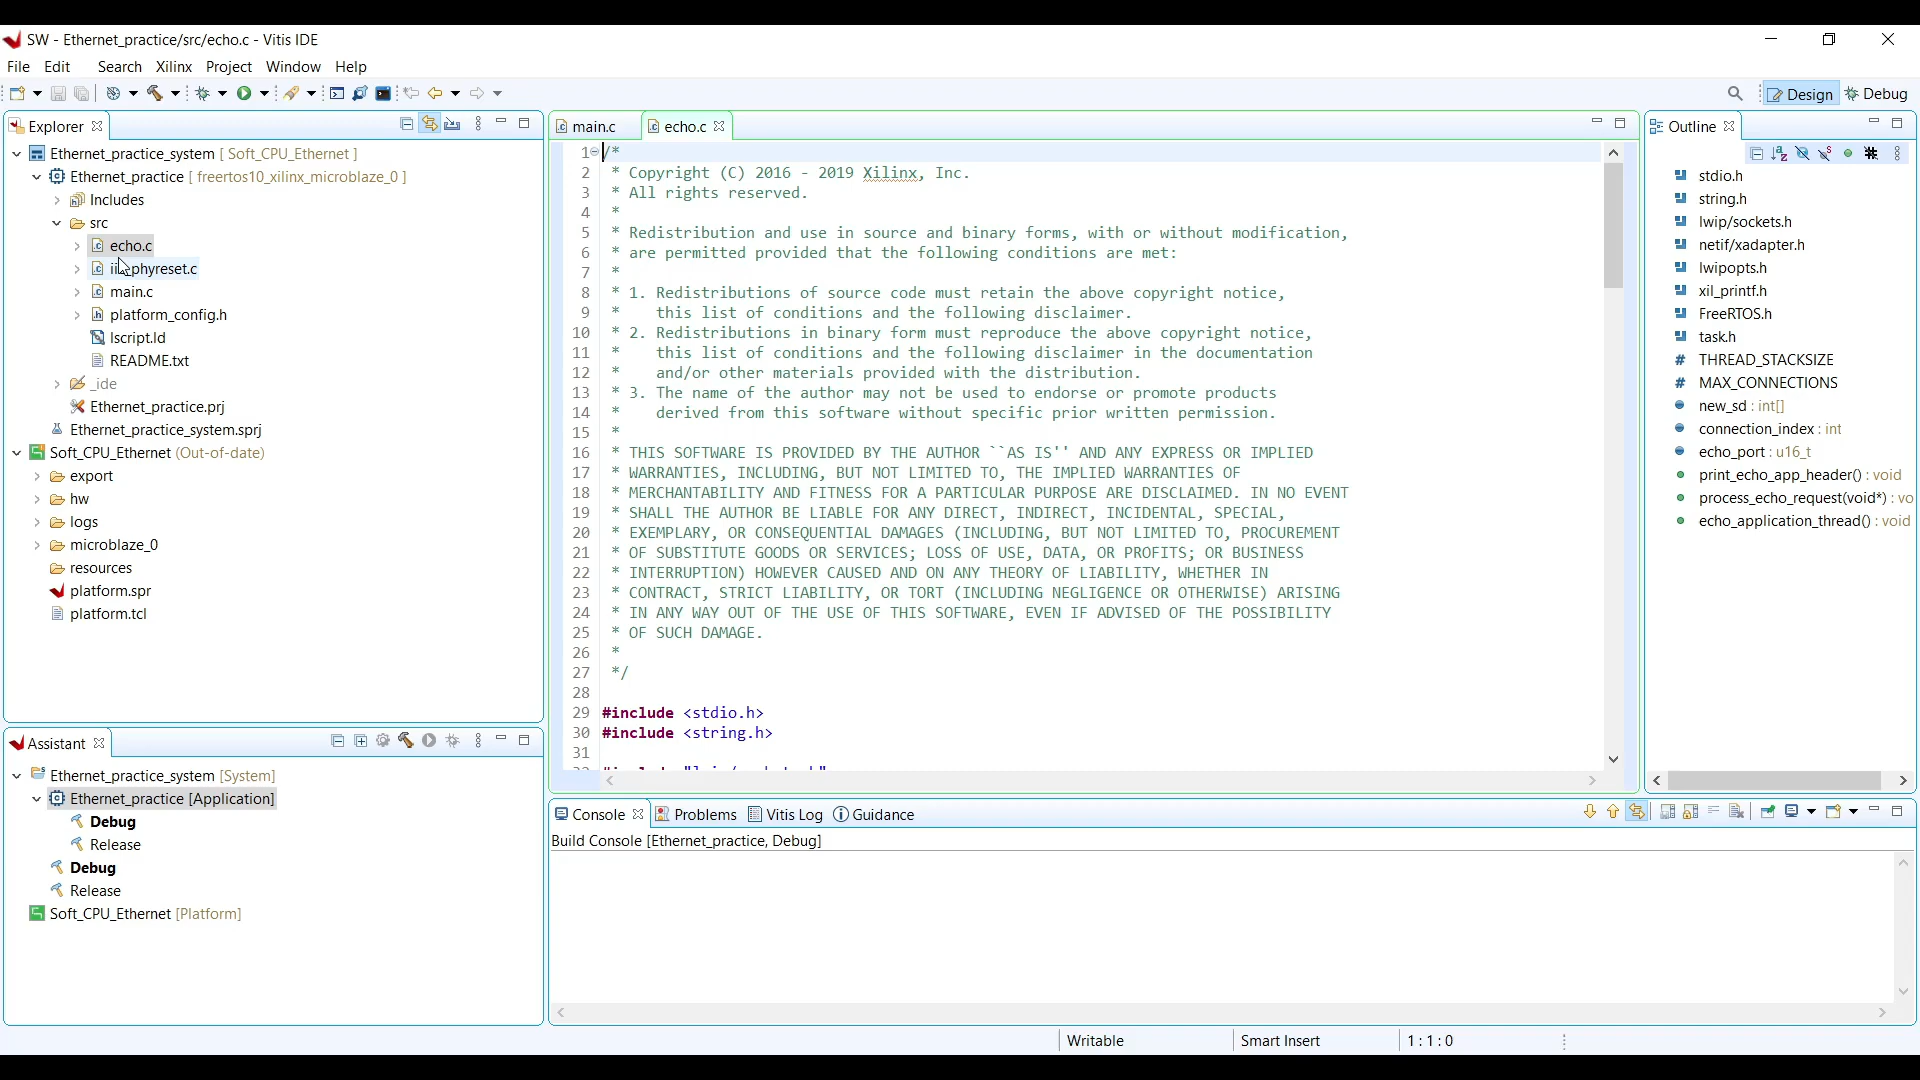 SW - Ethernet_practice/src/echo.c - Vitis IDE
File Edit Search Xilinx Project Window Help
Design Debug
Explorer
Ethernet_practice_system [ Soft_CPU_Ethernet ]
Ethernet_practice [ freertos10_xilinx_microblaze_0 ]
Includes
src
echo.c
main.c
platform_config.h
lscript.ld
README.txt
_ide
Ethernet_practice.prj
Ethernet_practice_system.sprj
Soft_CPU_Ethernet (Out-of-date)
export
hw
logs
microblaze_0
resources
platform.spr
platform.tcl
Assistant
Ethernet_practice_system [System]
Ethernet_practice [Application]
Debug
Release
Debug
Release
Soft_CPU_Ethernet [Platform]
main.c echo.c
1 /*
2 * Copyright (C) 2016 - 2019 Xilinx, Inc.
3 * All rights reserved.
4 *
5 * Redistribution and use in source and binary forms, with or without modification,
6 * are permitted provided that the following conditions are met:
7 *
8 * 1. Redistributions of source code must retain the above copyright notice,
9 * this list of conditions and the following disclaimer.
10 * 2. Redistributions in binary form must reproduce the above copyright notice,
11 * this list of conditions and the following disclaimer in the documentation
12 * and/or other materials provided with the distribution.
13 * 3. The name of the author may not be used to endorse or promote products
14 * derived from this software without specific prior written permission.
15 *
16 * THIS SOFTWARE IS PROVIDED BY THE AUTHOR ``AS IS'' AND ANY EXPRESS OR IMPLIED
17 * WARRANTIES, INCLUDING, BUT NOT LIMITED TO, THE IMPLIED WARRANTIES OF
18 * MERCHANTABILITY AND FITNESS FOR A PARTICULAR PURPOSE ARE DISCLAIMED. IN NO EVENT
19 * SHALL THE AUTHOR BE LIABLE FOR ANY DIRECT, INDIRECT, INCIDENTAL, SPECIAL,
20 * EXEMPLARY, OR CONSEQUENTIAL DAMAGES (INCLUDING, BUT NOT LIMITED TO, PROCUREMENT
21 * OF SUBSTITUTE GOODS OR SERVICES; LOSS OF USE, DATA, OR PROFITS; OR BUSINESS
22 * INTERRUPTION) HOWEVER CAUSED AND ON ANY THEORY OF LIABILITY, WHETHER IN
23 * CONTRACT, STRICT LIABILITY, OR TORT (INCLUDING NEGLIGENCE OR OTHERWISE) ARISING
24 * IN ANY WAY OUT OF THE USE OF THIS SOFTWARE, EVEN IF ADVISED OF THE POSSIBILITY
25 * OF SUCH DAMAGE.
26 *
27 */
28
29 #include <stdio.h>
30 #include <string.h>
31
Outline
stdio.h
string.h
lwip/sockets.h
netif/xadapter.h
lwipopts.h
xil_printf.h
FreeRTOS.h
task.h
THREAD_STACKSIZE
MAX_CONNECTIONS
new_sd : int[]
connection_index : int
echo_port : u16_t
print_echo_app_header() : void
process_echo_request(void*) : vo
echo_application_thread() : void
Console Problems Vitis Log Guidance
Build Console [Ethernet_practice, Debug]
Writable Smart Insert 1 : 1 : 0